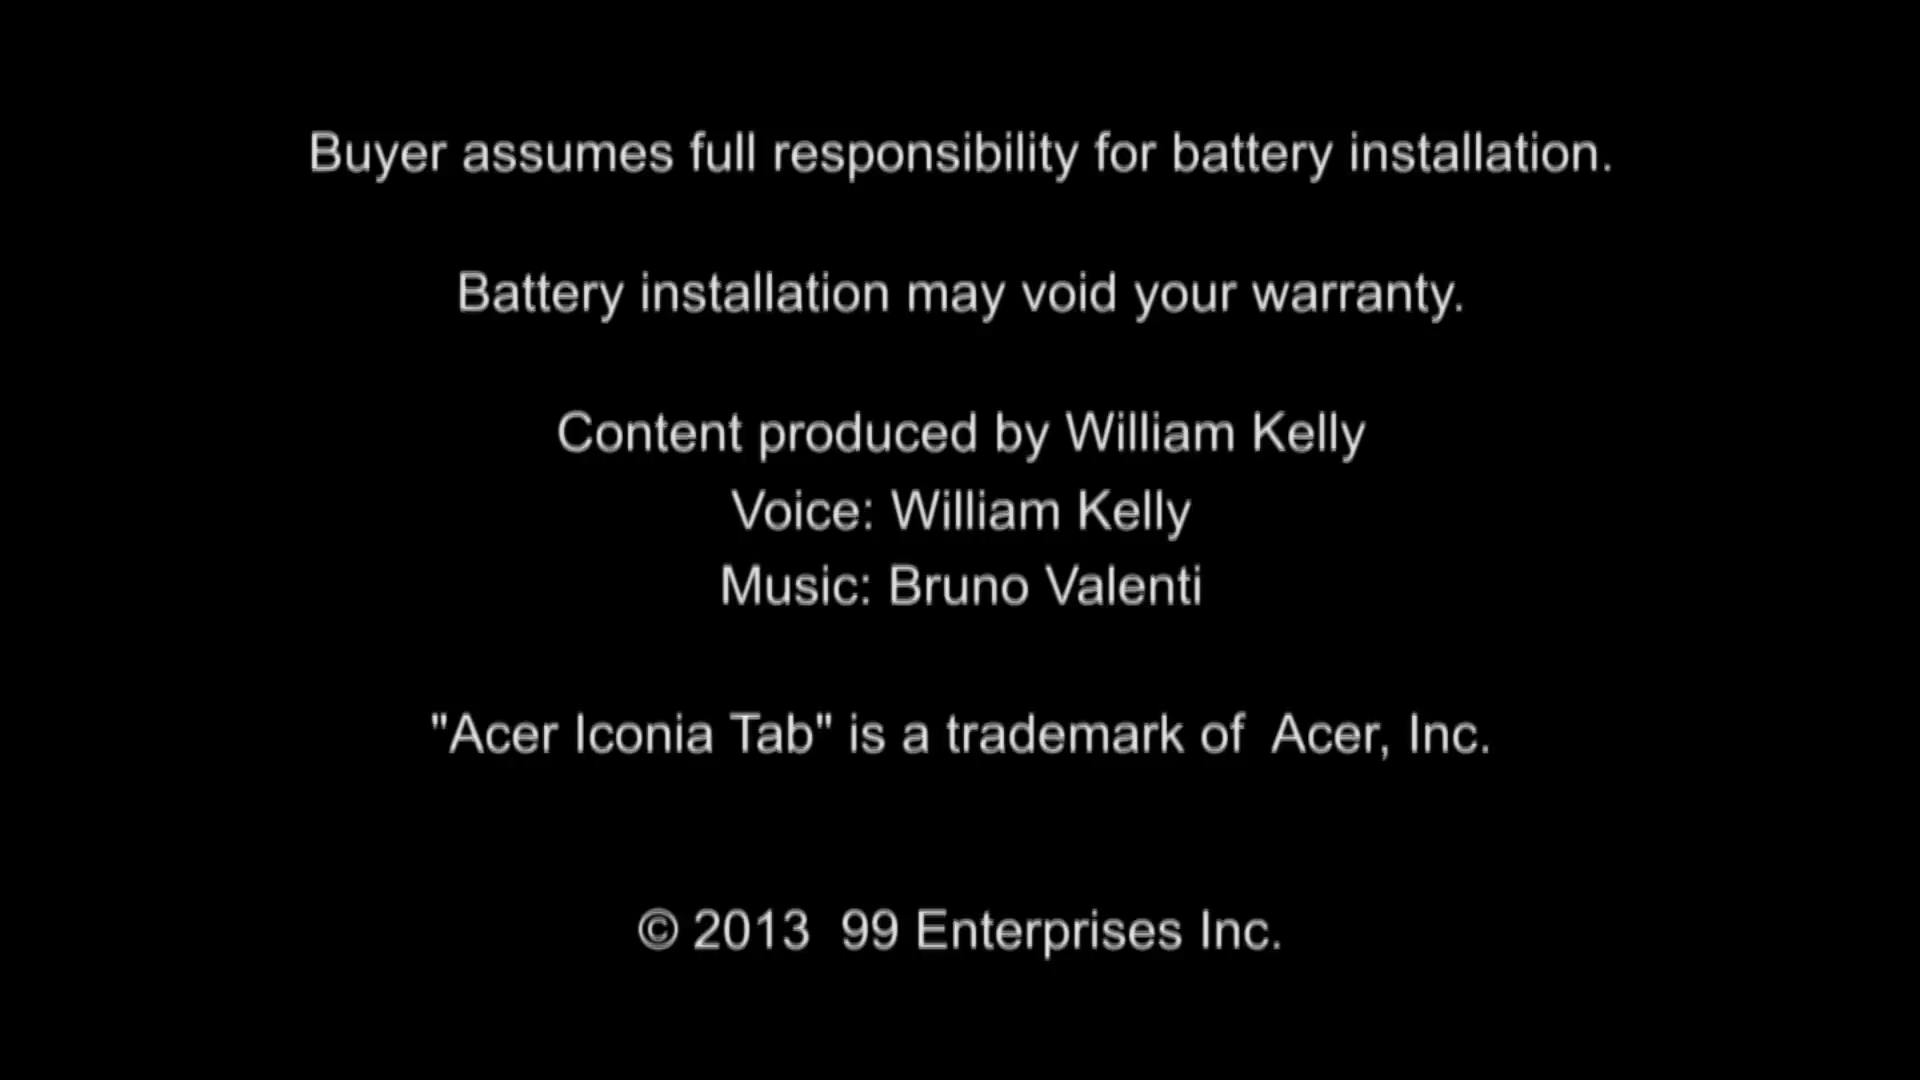 Buyer assumes full responsibility for battery installation.
Battery installation may void your warranty.
Content produced by William Kelly
Voice: William Kelly
Music: Bruno Valenti
"Acer Iconia Tab" is a trademark of  Acer, Inc.
© 2013  99 Enterprises Inc.